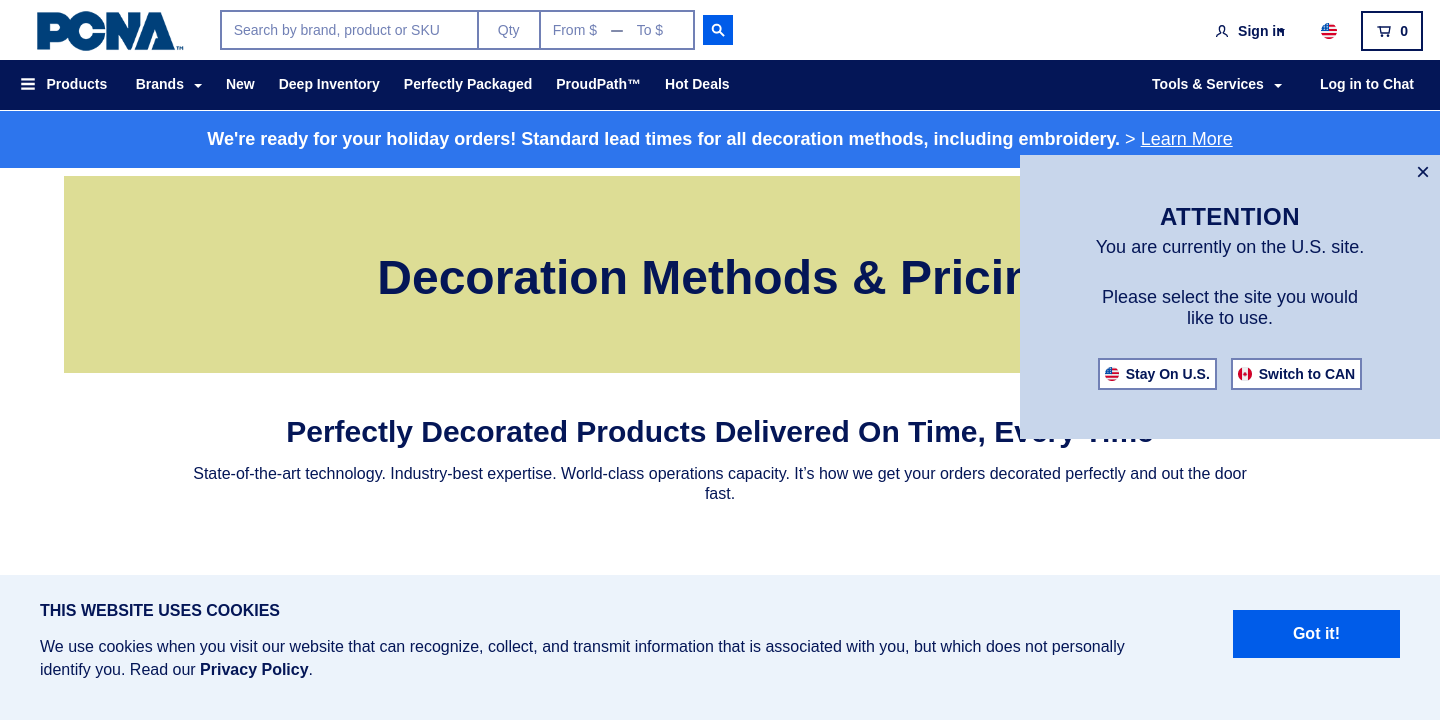 PCNA™
Search by brand, product or SKU
Qty
From $ — To $
Sign in
0
Products
Brands
New
Deep Inventory
Perfectly Packaged
ProudPath™
Hot Deals
Tools & Services
Log in to Chat
We're ready for your holiday orders! Standard lead times for all decoration methods, including embroidery. > Learn More
×
ATTENTION
You are currently on the U.S. site.
Please select the site you would
like to use.
Stay On U.S.
Switch to CAN
Decoration Methods & Pricin
Perfectly Decorated Products Delivered On Time, Every Time
State-of-the-art technology. Industry-best expertise. World-class operations capacity. It’s how we get your orders decorated perfectly and out the door
fast.
THIS WEBSITE USES COOKIES
We use cookies when you visit our website that can recognize, collect, and transmit information that is associated with you, but which does not personally
identify you. Read our Privacy Policy.
Got it!